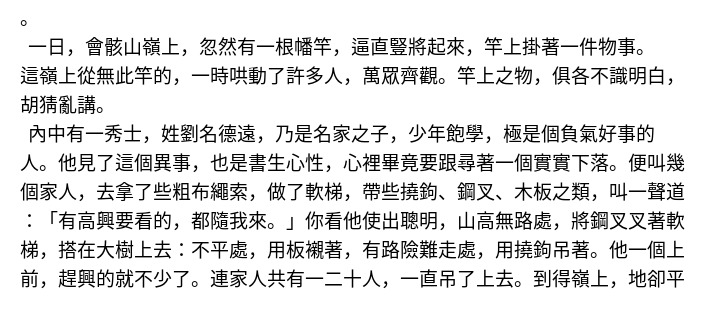 。
一日，會骸山嶺上，忽然有一根幡竿，逼直豎將起來，竿上掛著一件物事。
這嶺上從無此竿的，一時哄動了許多人，萬眾齊觀。竿上之物，俱各不識明白，
胡猜亂講。
內中有一秀士，姓劉名德遠，乃是名家之子，少年飽學，極是個負氣好事的
人。他見了這個異事，也是書生心性，心裡畢竟要跟尋著一個實實下落。便叫幾
個家人，去拿了些粗布繩索，做了軟梯，帶些撓鉤、鋼叉、木板之類，叫一聲道
：「有高興要看的，都隨我來。」你看他使出聰明，山高無路處，將鋼叉叉著軟
梯，搭在大樹上去：不平處，用板襯著，有路險難走處，用撓鉤吊著。他一個上
前，趕興的就不少了。連家人共有一二十人，一直吊了上去。到得嶺上，地卻平